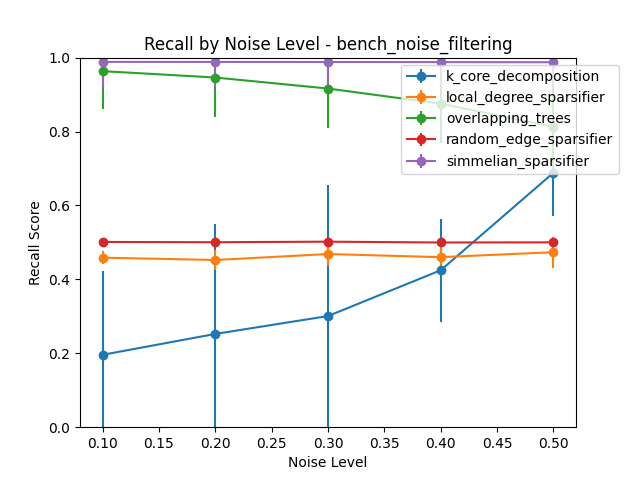 Recall by Noise Level - bench_noise_filtering
1.0
0.8
0.6
0.4
0.2
0.0
Recall Score
k_core_decomposition
local_degree_sparsifier
overlapping_trees
random_edge_sparsifier
simmelian_sparsifier
0.10 0.15 0.20 0.25 0.30 0.35 0.40 0.45 0.50
Noise Level